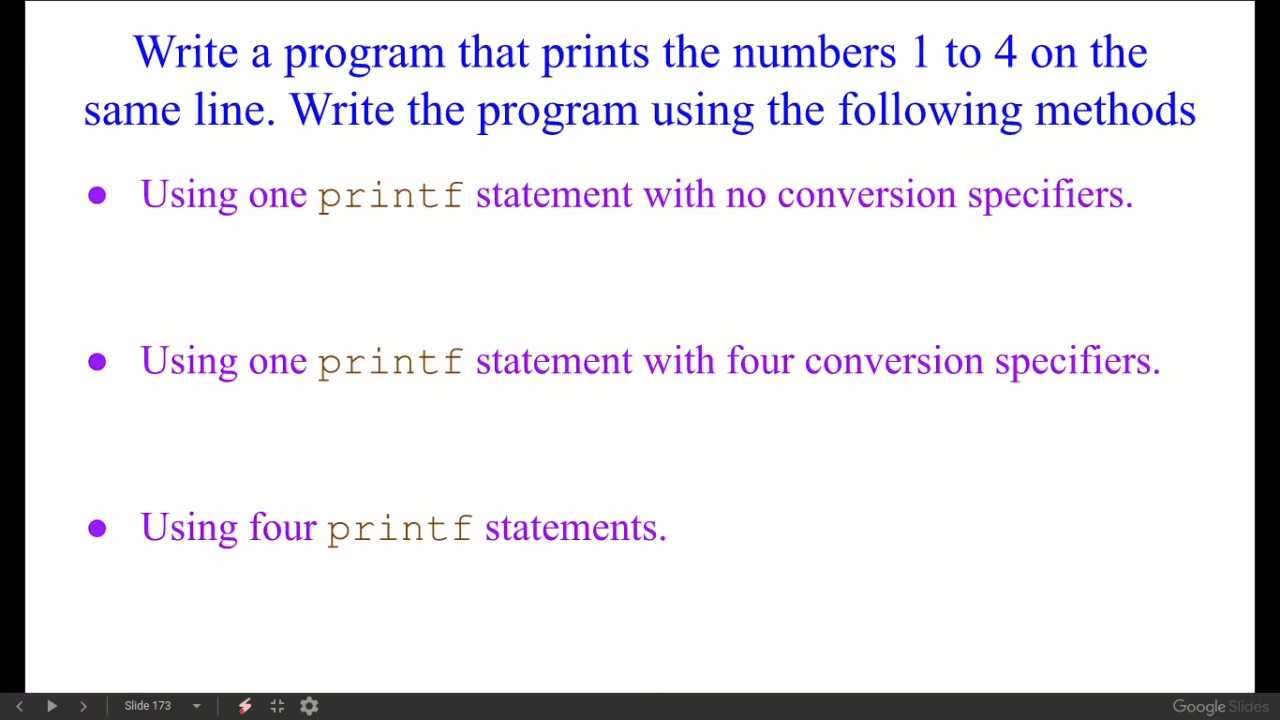 Write a program that prints the numbers 1 to 4 on the
same line. Write the program using the following methods
● Using one printf statement with no conversion specifiers.
● Using one printf statement with four conversion specifiers.
● Using four printf statements.
Slide 173
Google Slides